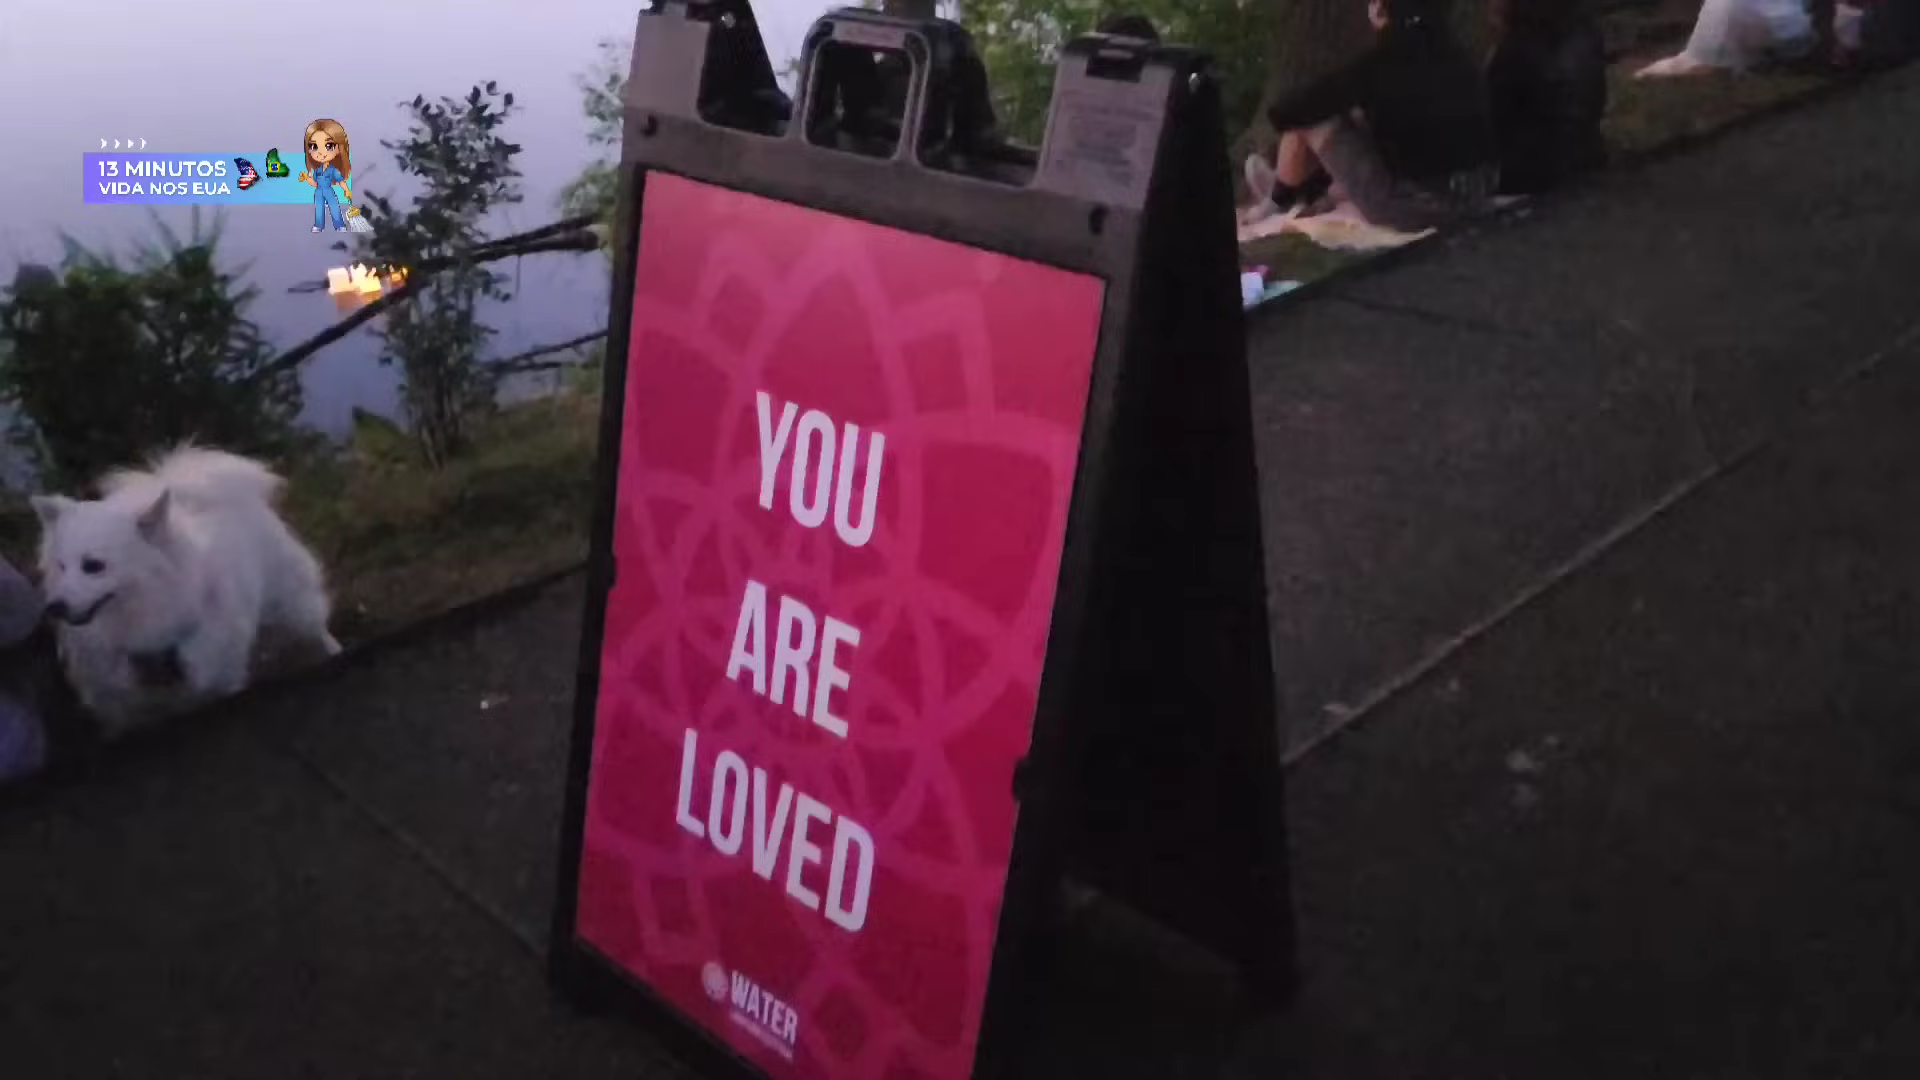 13 MINUTOS
VIDA NOS EUA
YOU
ARE
LOVED
WATER